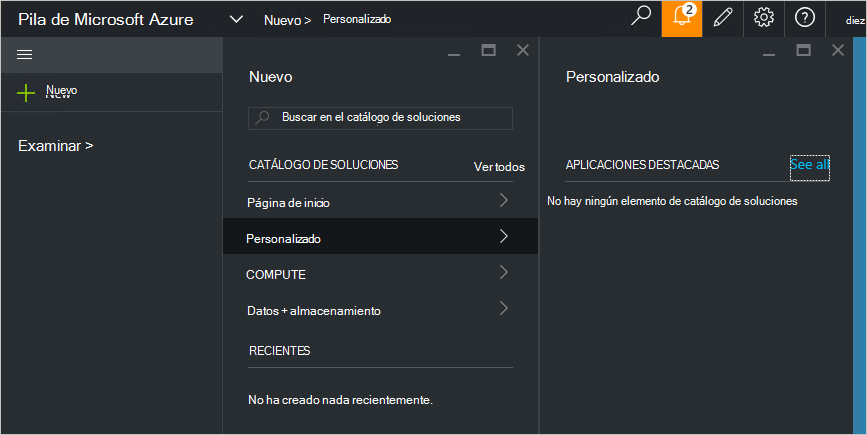 Pila de Microsoft Azure
Nuevo > Personalizado
2
diez
Nuevo
New
Examinar >
Nuevo
Buscar en el catálogo de soluciones
CATÁLOGO DE SOLUCIONES
Ver todos
Página de inicio
Personalizado
COMPUTE
Datos + almacenamiento
RECIENTES
No ha creado nada recientemente.
Personalizado
APLICACIONES DESTACADAS
See all
No hay ningún elemento de catálogo de soluciones